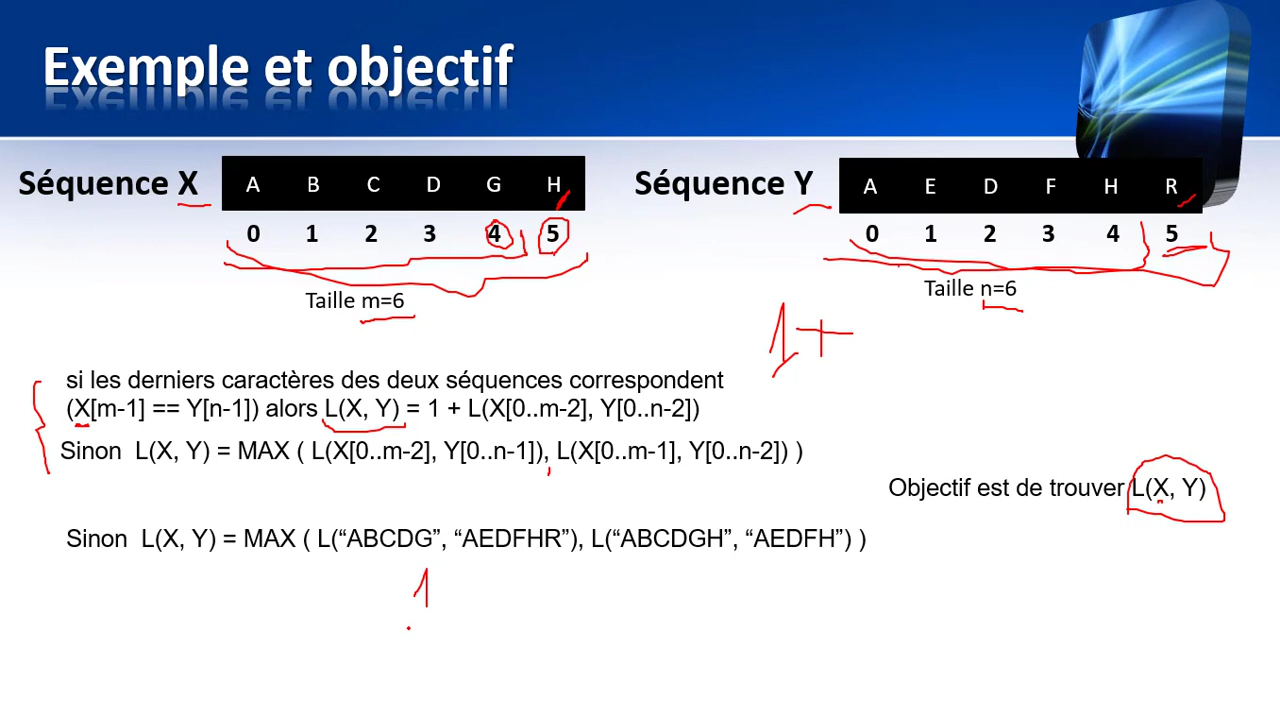 Exemple et objectif
Séquence X A B C D G H
0 1 2 3 4 5
Taille m=6
Séquence Y A E D F H R
0 1 2 3 4 5
Taille n=6
1+
si les derniers caractères des deux séquences correspondent
(X[m-1] == Y[n-1]) alors L(X, Y) = 1 + L(X[0..m-2], Y[0..n-2])
Sinon L(X, Y) = MAX ( L(X[0..m-2], Y[0..n-1]), L(X[0..m-1], Y[0..n-2]) )
Objectif est de trouver L(X, Y)
Sinon L(X, Y) = MAX ( L(“ABCDG”, “AEDFHR”), L(“ABCDGH”, “AEDFH”) )
1